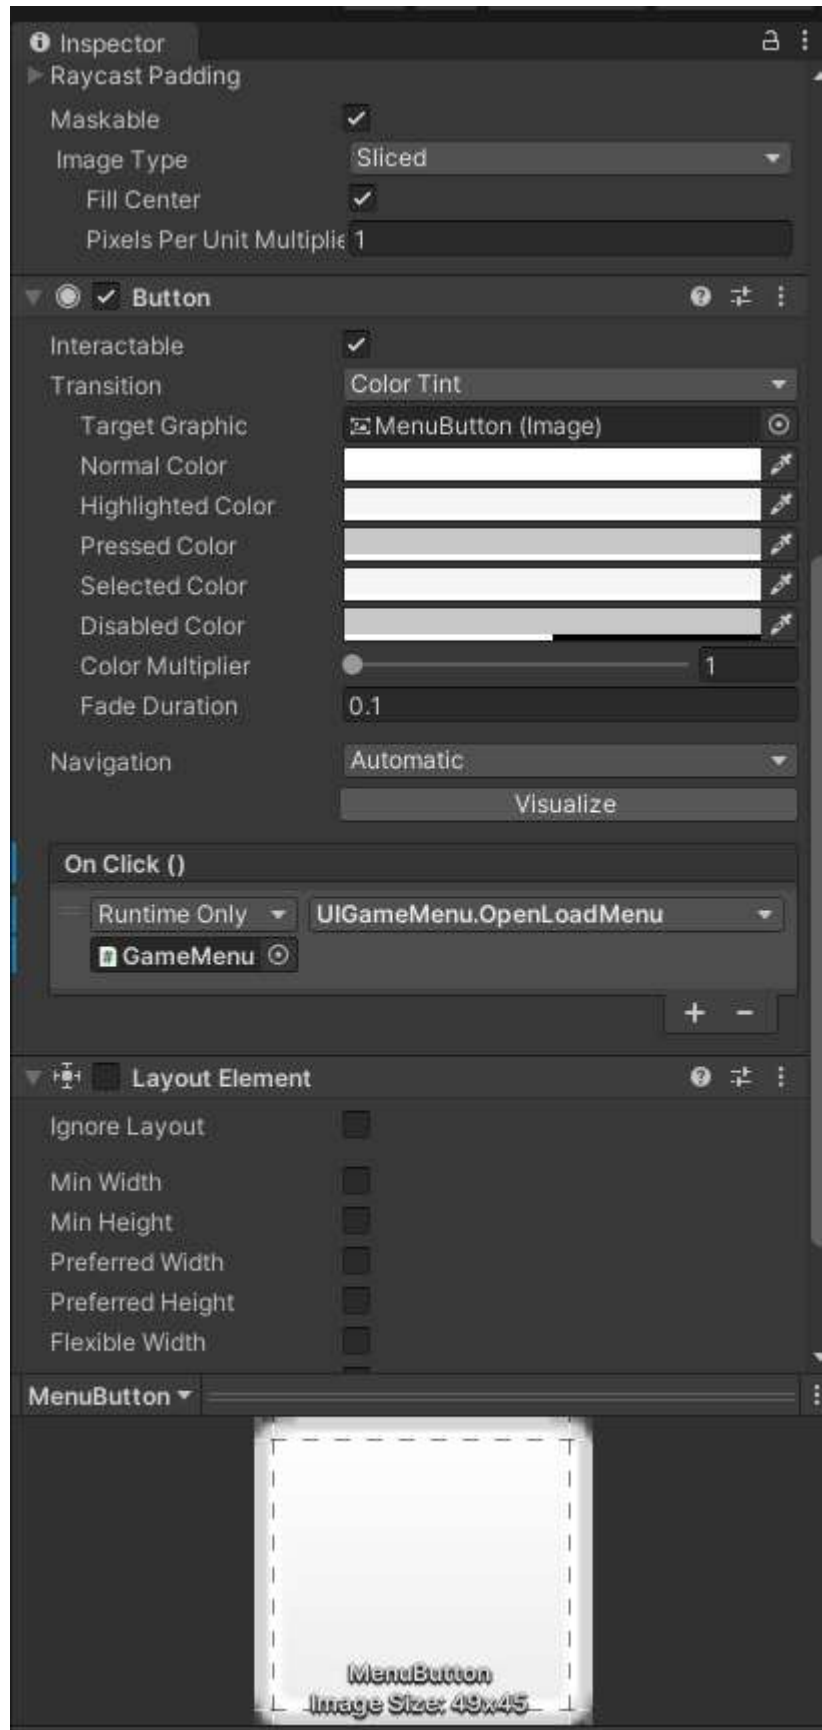 Inspector
Raycast Padding
Maskable
Image Type Sliced
Fill Center
Pixels Per Unit Multiplie 1
Button
Interactable
Transition Color Tint
Target Graphic MenuButton (Image)
Normal Color
Highlighted Color
Pressed Color
Selected Color
Disabled Color
Color Multiplier 1
Fade Duration 0.1
Navigation Automatic
Visualize
On Click ()
Runtime Only UIGameMenu.OpenLoadMenu
GameMenu
Layout Element
Ignore Layout
Min Width
Min Height
Preferred Width
Preferred Height
Flexible Width
MenuButton
MenuButton
Image Size: 49x45